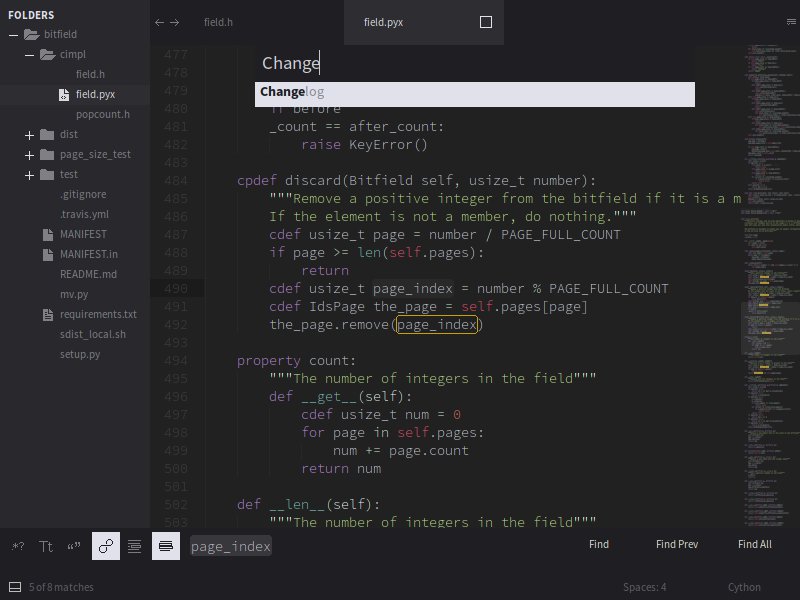 FOLDERS
bitfield
cimpl
field.h
field.pyx
popcount.h
dist
page_size_test
test
.gitignore
.travis.yml
MANIFEST
MANIFEST.in
README.md
mv.py
requirements.txt
sdist_local.sh
setup.py
field.h
field.pyx
Change
Changelog
477
478
480 if before
481 _count == after_count:
482 raise KeyError()
483
484 cpdef discard(Bitfield self, usize_t number):
485 """Remove a positive integer from the bitfield if it is a m
486 If the element is not a member, do nothing."""
487 cdef usize_t page = number / PAGE_FULL_COUNT
488 if page >= len(self.pages):
489 return
490 cdef usize_t page_index = number % PAGE_FULL_COUNT
491 cdef IdsPage the_page = self.pages[page]
492 the_page.remove(page_index)
493
494 property count:
495 """The number of integers in the field"""
496 def __get__(self):
497 cdef usize_t num = 0
498 for page in self.pages:
499 num += page.count
500 return num
501
502 def __len__(self):
503 """The number of integers in the field"""
.*? Tt “” page_index Find Find Prev Find All
5 of 8 matches Spaces: 4 Cython